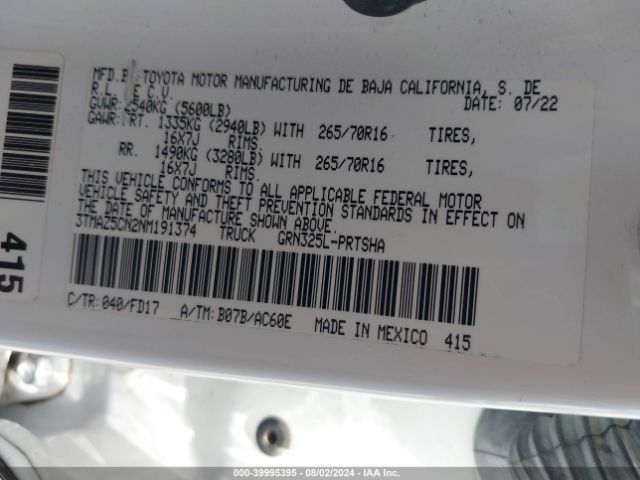 MFD.B TOYOTA MOTOR MANUFACTURING DE BAJA CALIFORNIA, S. DE
R.L. E C.V. DATE: 07/22
GVWR: 2540KG (5600LB)
GAWR: RT. 1335KG (2940LB) WITH 265/70R16 TIRES,
16X7J RIMS.
RR. 1490KG (3280LB) WITH 265/70R16 TIRES,
16X7J RIMS.
THIS VEHICLE CONFORMS TO ALL APPLICABLE FEDERAL MOTOR
VEHICLE SAFETY AND THEFT PREVENTION STANDARDS IN EFFECT ON
THE DATE OF MANUFACTURE SHOWN ABOVE.
3TMAZ5CN2NM191374 TRUCK GRN325L-PRTSHA
C/TR:040/FD17 A/TM:B07B/AC60E MADE IN MEXICO 415
415
000-39995395 - 08/02/2024 - IAA Inc.